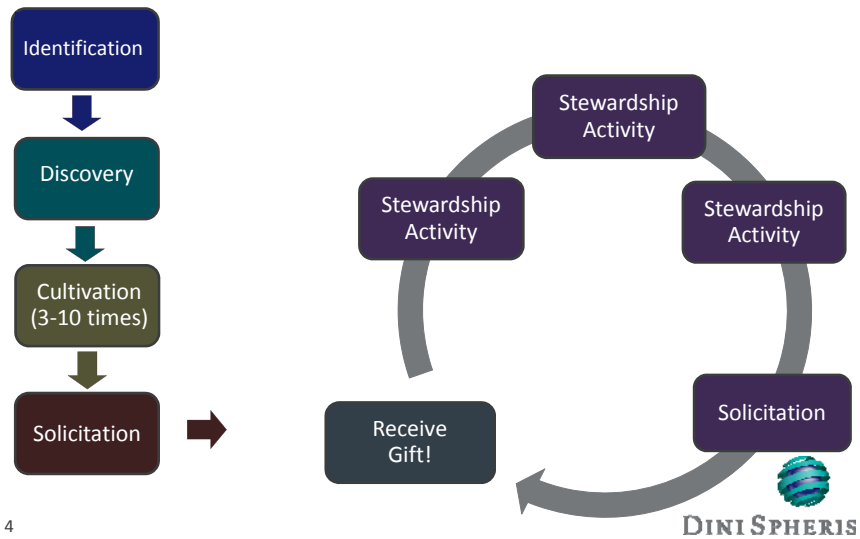 Identification
Discovery
Cultivation
(3-10 times)
Solicitation
Stewardship
Activity
Stewardship
Activity
Stewardship
Activity
Solicitation
Receive
Gift!
4
DINI SPHERIS